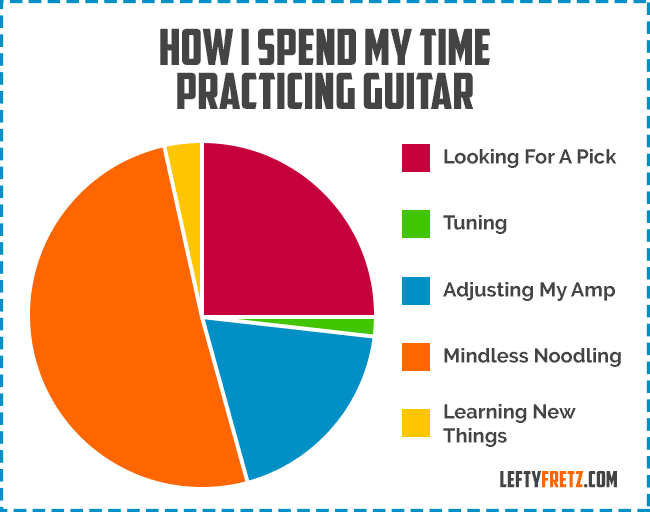 HOW I SPEND MY TIME
PRACTICING GUITAR
Looking For A Pick
Tuning
Adjusting My Amp
Mindless Noodling
Learning New
Things
LEFTYFRETZ.COM